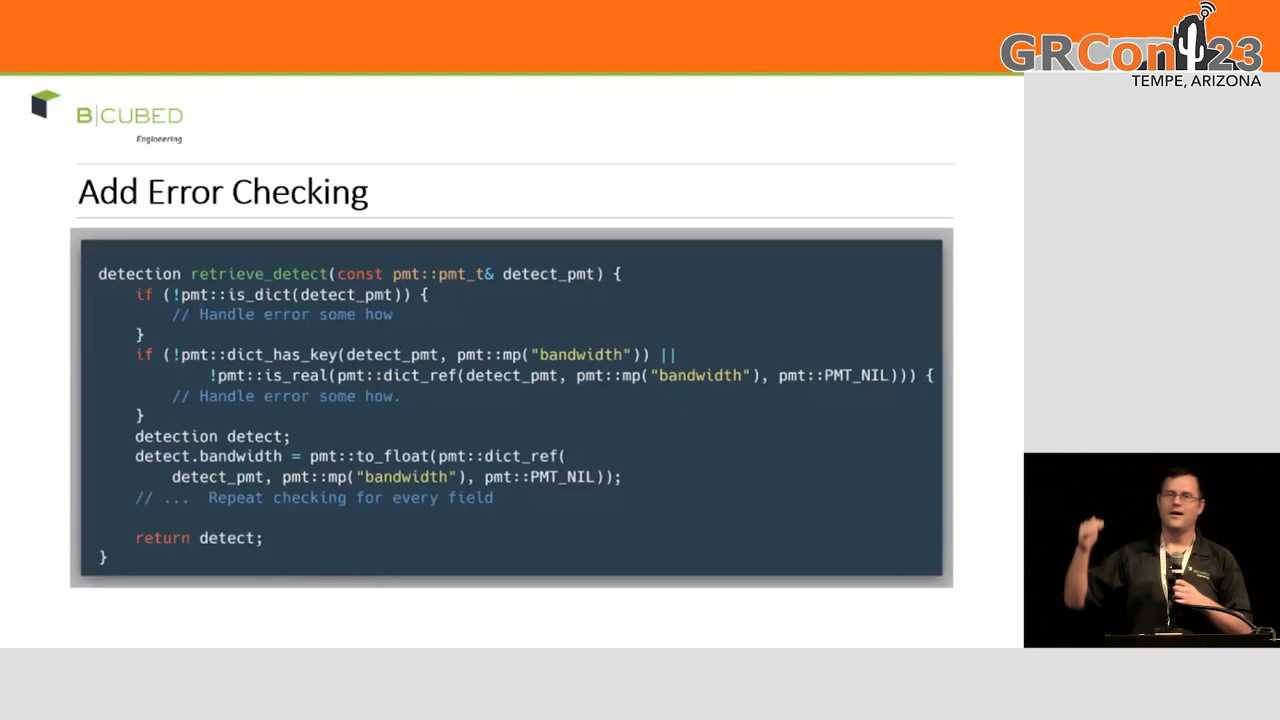 GRCon 23
TEMPE, ARIZONA
B|CUBED
Engineering
Add Error Checking
detection retrieve_detect(const pmt::pmt_t& detect_pmt) {
if (!pmt::is_dict(detect_pmt)) {
// Handle error some how
}
if (!pmt::dict_has_key(detect_pmt, pmt::mp("bandwidth")) ||
!pmt::is_real(pmt::dict_ref(detect_pmt, pmt::mp("bandwidth"), pmt::PMT_NIL))) {
// Handle error some how.
}
detection detect;
detect.bandwidth = pmt::to_float(pmt::dict_ref(
detect_pmt, pmt::mp("bandwidth"), pmt::PMT_NIL));
// ... Repeat checking for every field
return detect;
}